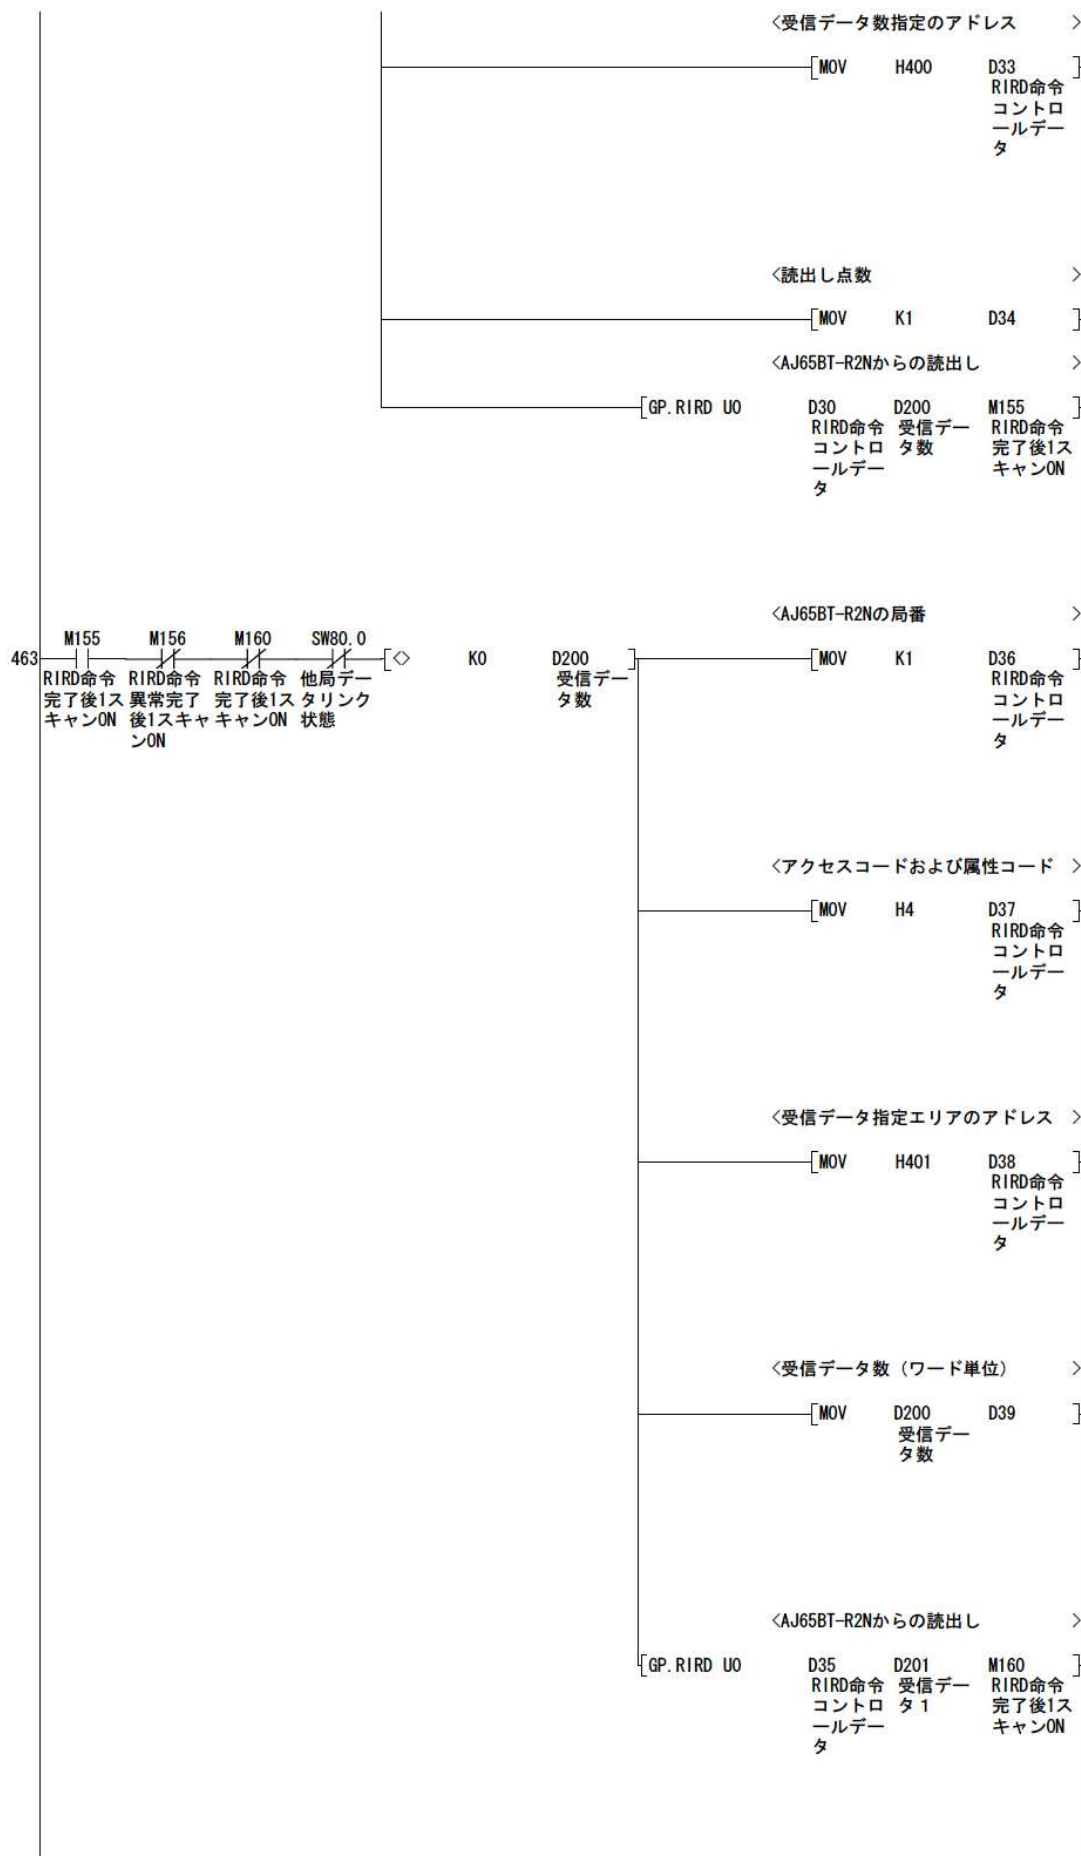 <受信データ数指定のアドレス >
[MOV H400 D33 ]
RIRD命令
コントロ
ールデー
タ
<読出し点数 >
[MOV K1 D34 ]
<AJ65BT-R2Nからの読出し >
[GP.RIRD U0 D30 D200 M155 ]
RIRD命令 受信デー RIRD命令
コントロ タ数 完了後1ス
ールデー キャンON
タ
<AJ65BT-R2Nの局番 >
M155 M156 M160 SW80.0
463 [<> K0 D200 ] [MOV K1 D36 ]
RIRD命令 RIRD命令 RIRD命令 他局デー 受信デー RIRD命令
完了後1ス 異常完了 完了後1ス タリンク タ数 コントロ
キャンON 後1スキャ キャンON 状態 ールデー
ンON タ
<アクセスコードおよび属性コード >
[MOV H4 D37 ]
RIRD命令
コントロ
ールデー
タ
<受信データ指定エリアのアドレス >
[MOV H401 D38 ]
RIRD命令
コントロ
ールデー
タ
<受信データ数（ワード単位） >
[MOV D200 D39 ]
受信デー
タ数
<AJ65BT-R2Nからの読出し >
[GP.RIRD U0 D35 D201 M160 ]
RIRD命令 受信デー RIRD命令
コントロ タ１ 完了後1ス
ールデー キャンON
タ